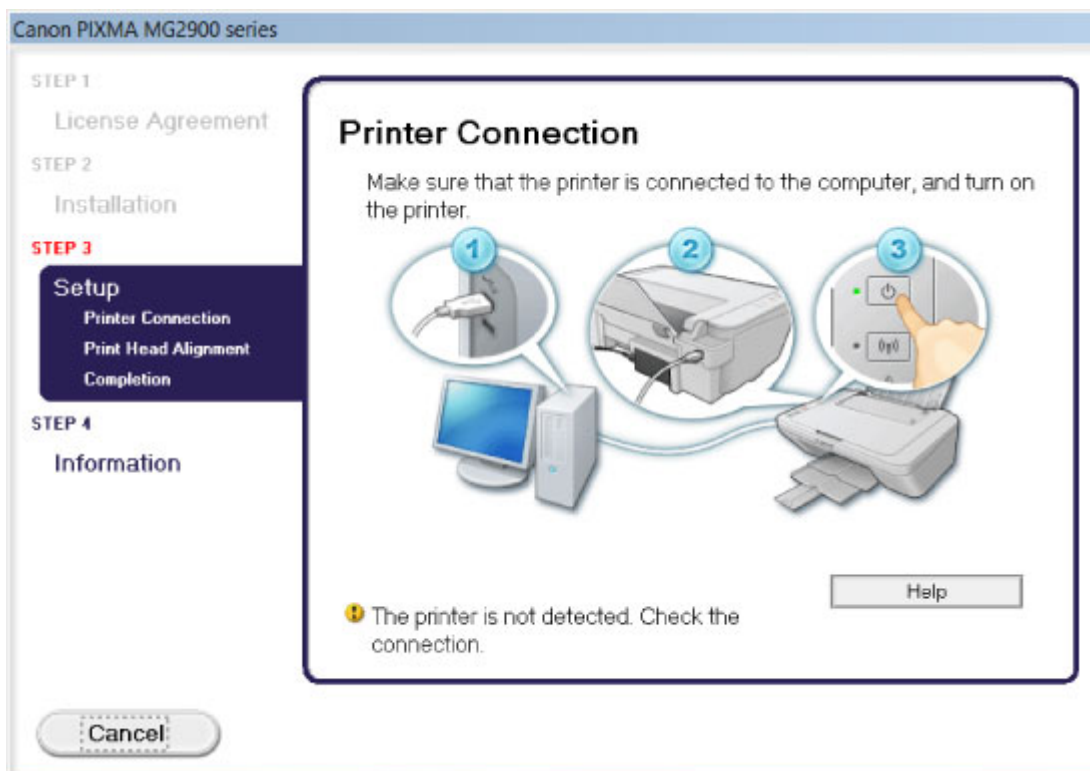 Canon PIXMA MG2900 series
STEP 1
License Agreement
STEP 2
Installation
STEP 3
Setup
Printer Connection
Print Head Alignment
Completion
STEP 4
Information
Printer Connection
Make sure that the printer is connected to the computer, and turn on
the printer.
1
2
3
Help
The printer is not detected. Check the
connection.
Cancel